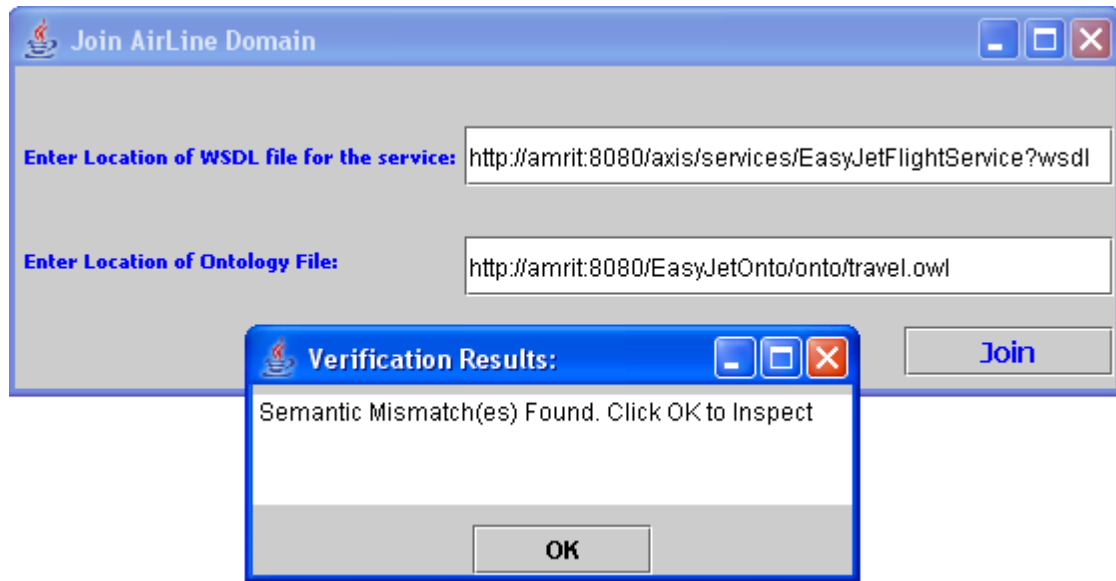 Join AirLine Domain
Enter Location of WSDL file for the service:
http://amrit:8080/axis/services/EasyJetFlightService?wsdl
Enter Location of Ontology File:
http://amrit:8080/EasyJetOnto/onto/travel.owl
Join
Verification Results:
Semantic Mismatch(es) Found. Click OK to Inspect
OK